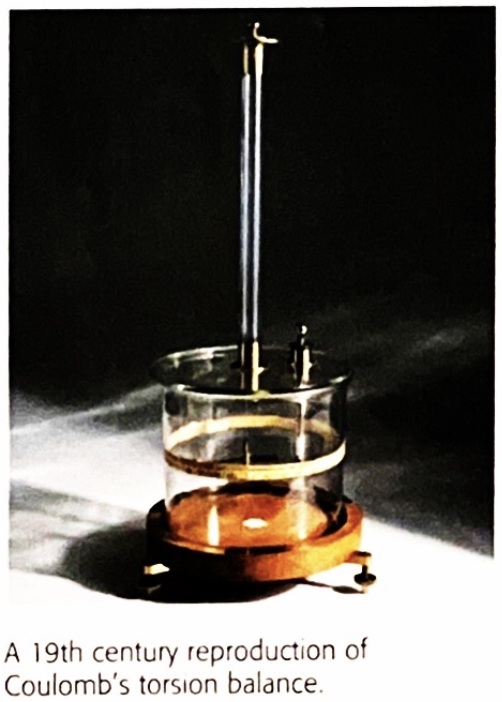 A 19th century reproduction of
Coulomb's torsion balance.